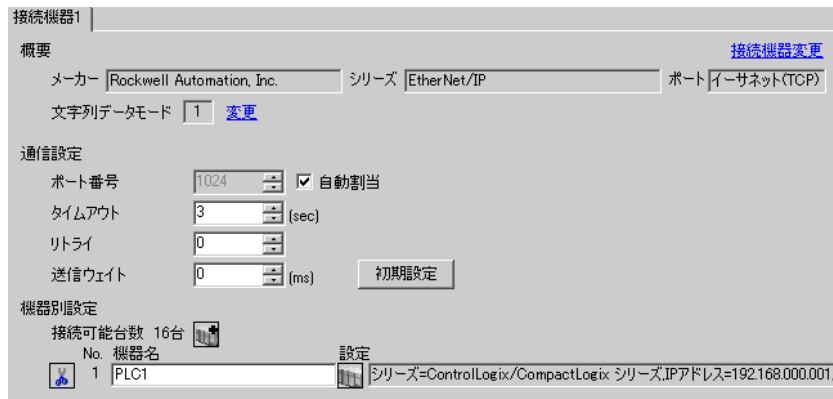 接続機器1
概要 接続機器変更
メーカー Rockwell Automation, Inc. シリーズ EtherNet/IP ポート イーサネット(TCP)
文字列データモード 1 変更
通信設定
ポート番号 1024 自動割当
タイムアウト 3 (sec)
リトライ 0
送信ウェイト 0 (ms) 初期設定
機器別設定
接続可能台数 16台
No. 機器名 設定
1 PLC1 シリーズ=ControlLogix/CompactLogix シリーズ,IPアドレス=192.168.000.001,